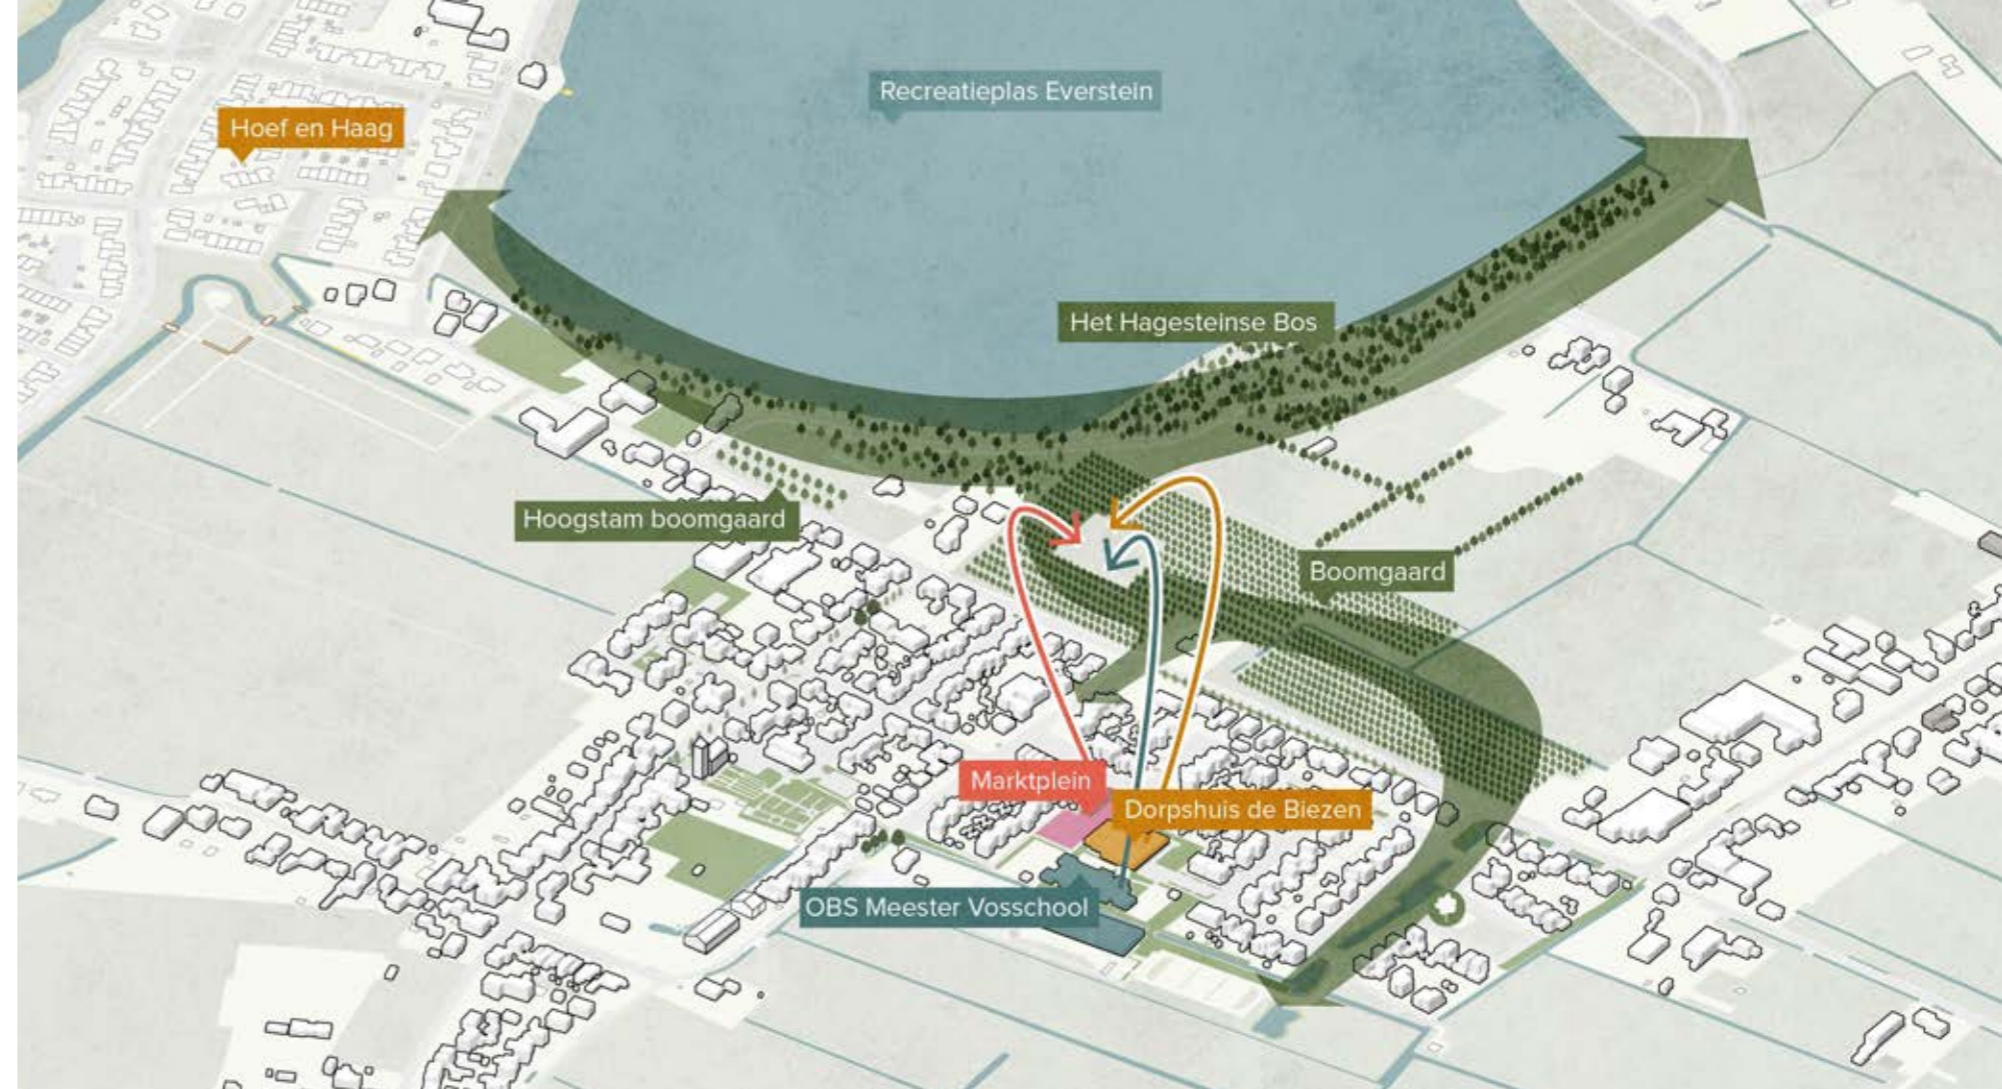 Recreatieplas Everstein
Hoef en Haag
Het Hagesteinse Bos
Hoogstam boomgaard
Boomgaard
Marktplein
Dorpshuis de Biezen
OBS Meester Vosschool